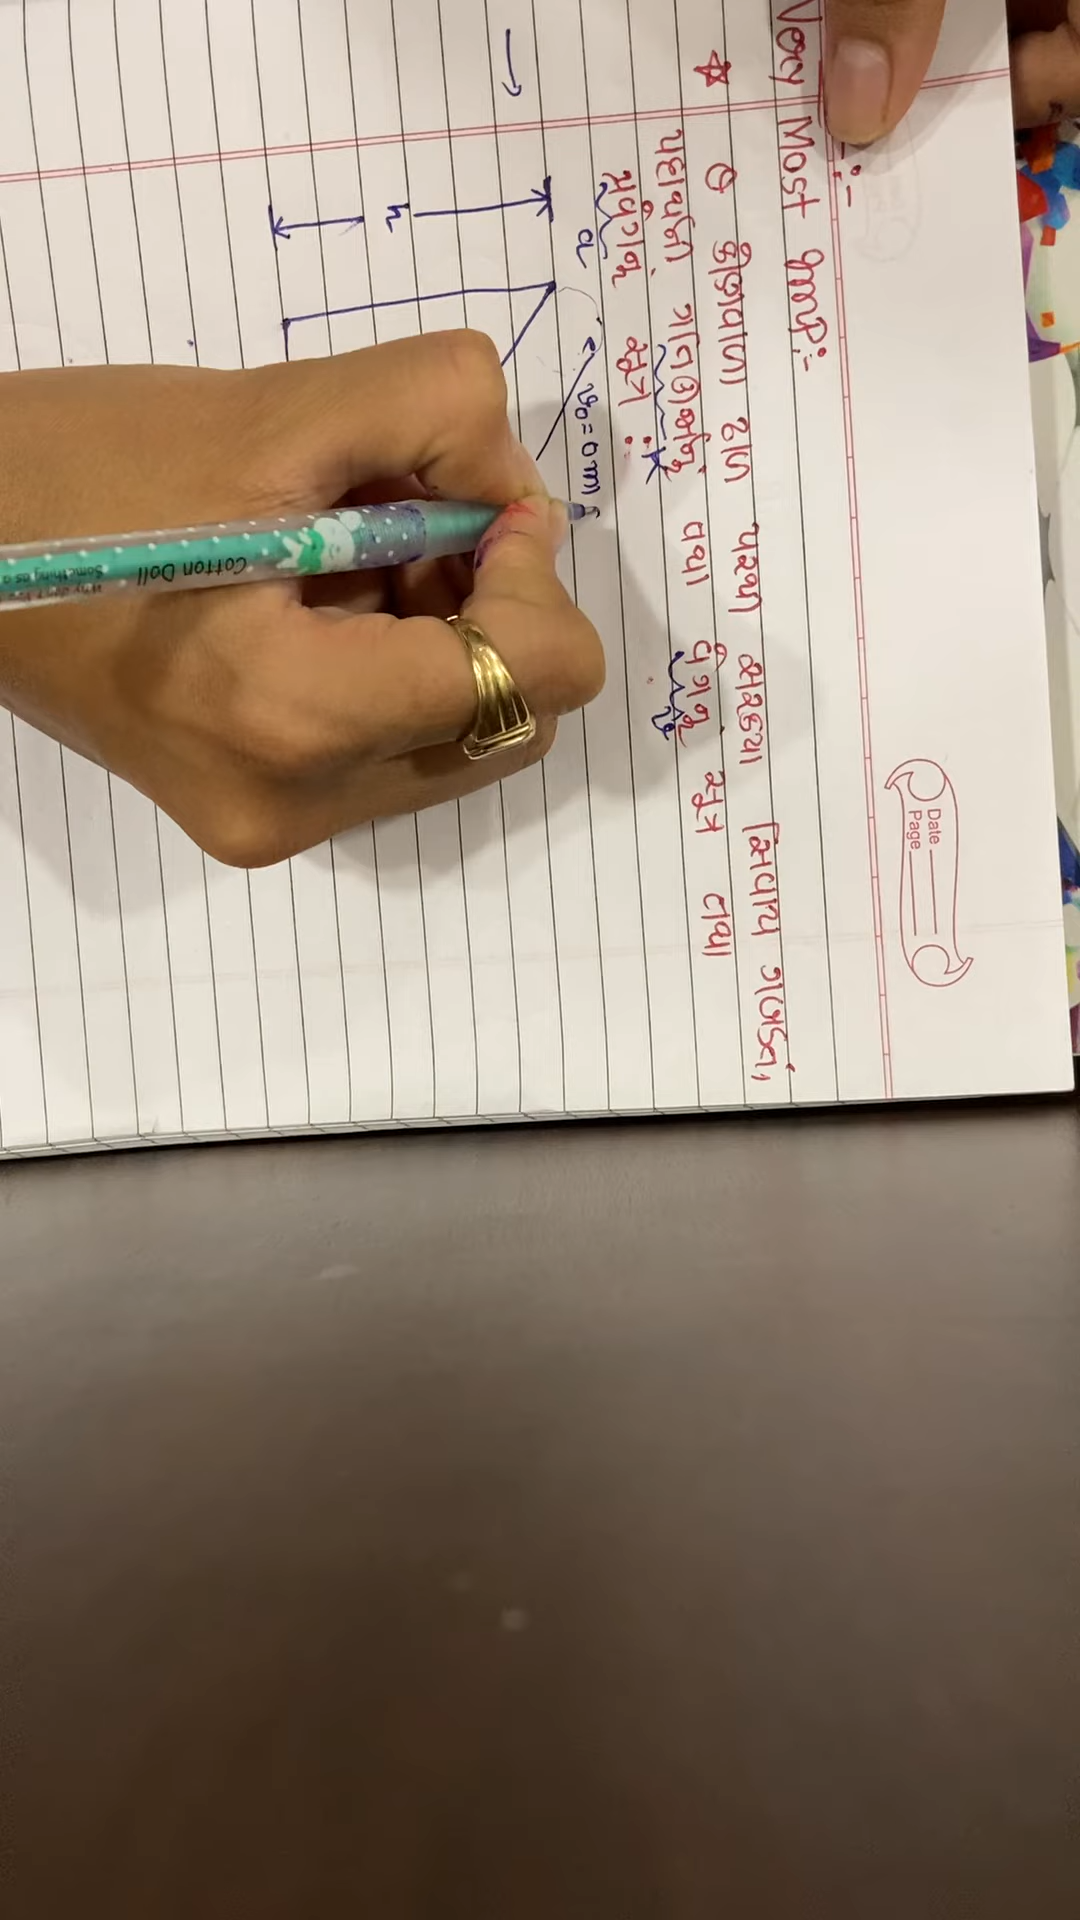 Date
Page
Very Most Imp:-
θ કોણવાળા ઢાળ પરથી સરક્યા સિવાય ગબડતાં,
પદાર્થની ગતિઊર્જાનું તથા વેગનું સૂત્ર તથા
K
v
પ્રવેગનું સૂત્ર :
a
v₀ = 0 m
h
Cotton Doll